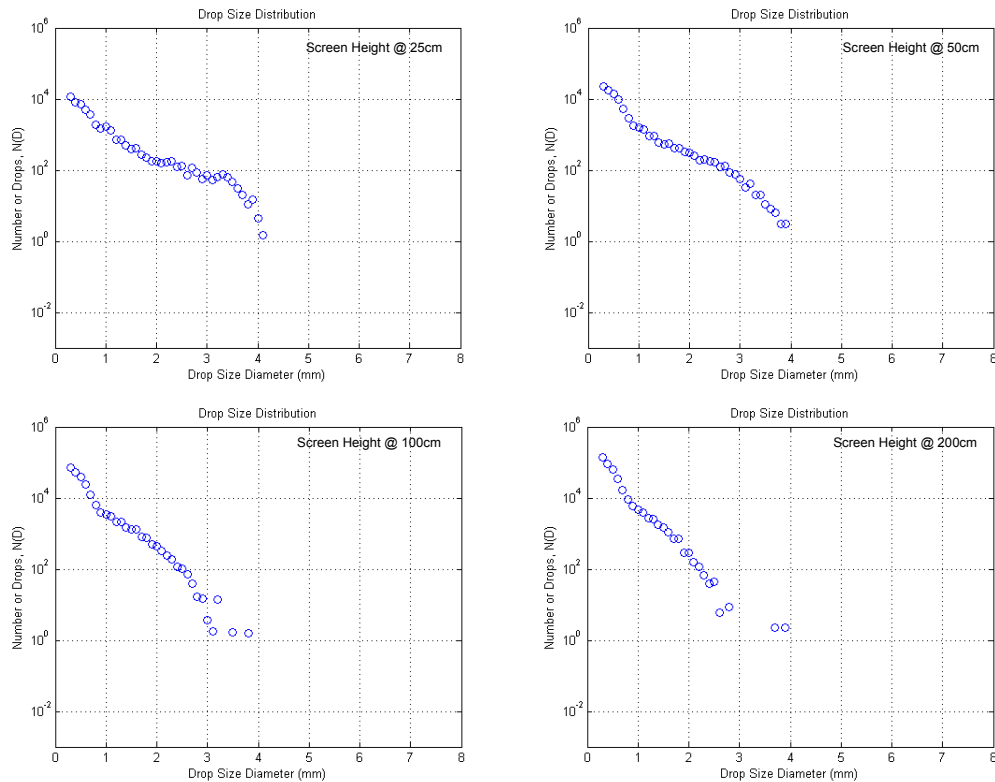 Drop Size Distribution
Screen Height @ 25cm
10^6
10^4
10^2
10^0
10^-2
Number or Drops, N(D)
0 1 2 3 4 5 6 7 8
Drop Size Diameter (mm)
Drop Size Distribution
Screen Height @ 50cm
10^6
10^4
10^2
10^0
10^-2
Number or Drops, N(D)
0 1 2 3 4 5 6 7 8
Drop Size Diameter (mm)
Drop Size Distribution
Screen Height @ 100cm
10^6
10^4
10^2
10^0
10^-2
Number or Drops, N(D)
0 1 2 3 4 5 6 7 8
Drop Size Diameter (mm)
Drop Size Distribution
Screen Height @ 200cm
10^6
10^4
10^2
10^0
10^-2
Number or Drops, N(D)
0 1 2 3 4 5 6 7 8
Drop Size Diameter (mm)